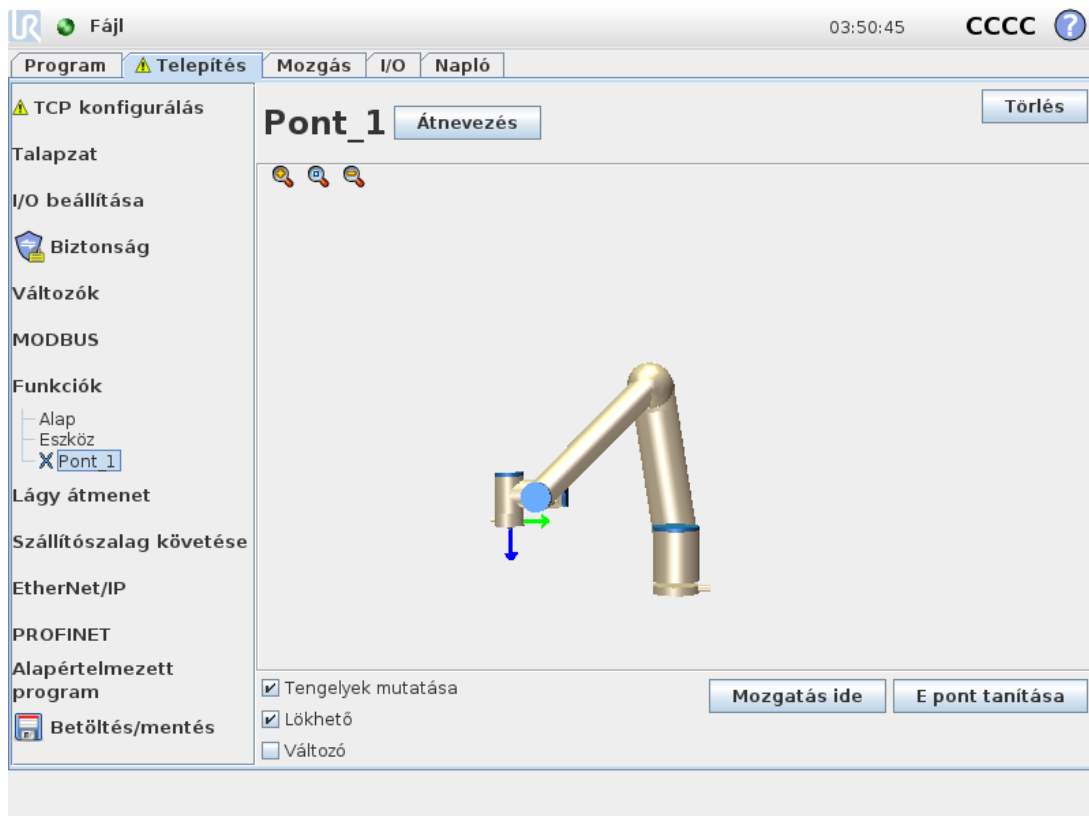 UR Fájl 03:50:45 CCCC ?
Program Telepítés Mozgás I/O Napló
TCP konfigurálás
Talapzat
I/O beállítása
Biztonság
Változók
MODBUS
Funkciók
Alap
Eszköz
Pont_1
Lágy átmenet
Szállítószalag követése
EtherNet/IP
PROFINET
Alapértelmezett
program
Betöltés/mentés
Pont_1 Átnevezés Törlés
Tengelyek mutatása
Lökhető
Változó
Mozgatás ide E pont tanítása